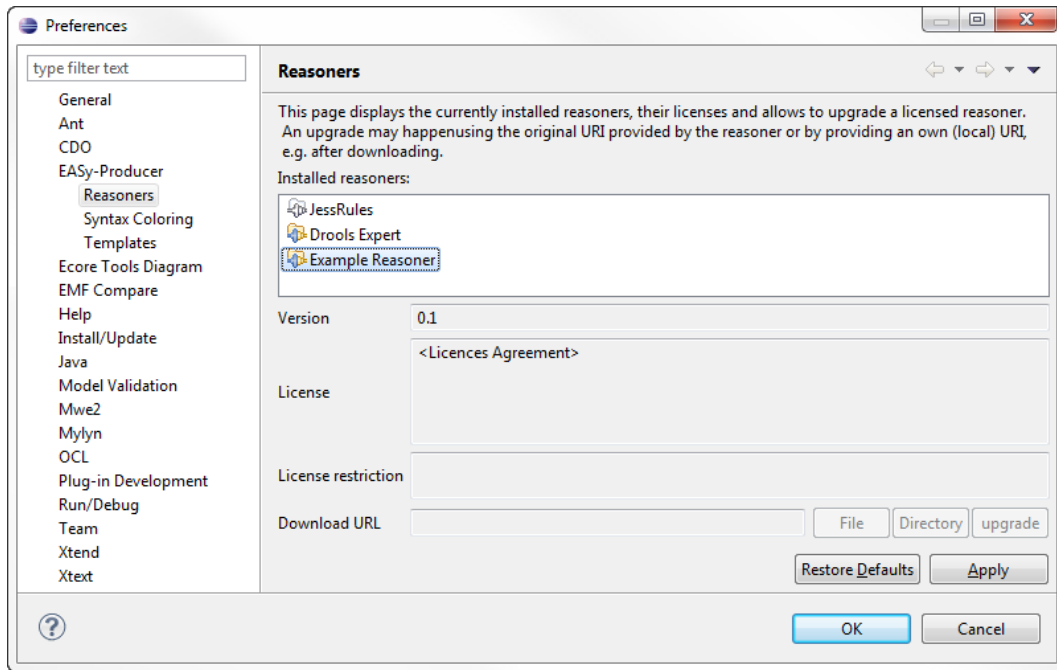 Preferences
type filter text
General
Ant
CDO
EASy-Producer
Reasoners
Syntax Coloring
Templates
Ecore Tools Diagram
EMF Compare
Help
Install/Update
Java
Model Validation
Mwe2
Mylyn
OCL
Plug-in Development
Run/Debug
Team
Xtend
Xtext
Reasoners
This page displays the currently installed reasoners, their licenses and allows to upgrade a licensed reasoner.
An upgrade may happenusing the original URI provided by the reasoner or by providing an own (local) URI,
e.g. after downloading.
Installed reasoners:
JessRules
Drools Expert
Example Reasoner
Version 0.1
<Licences Agreement>
License
License restriction
Download URL File Directory upgrade
Restore Defaults Apply
OK Cancel